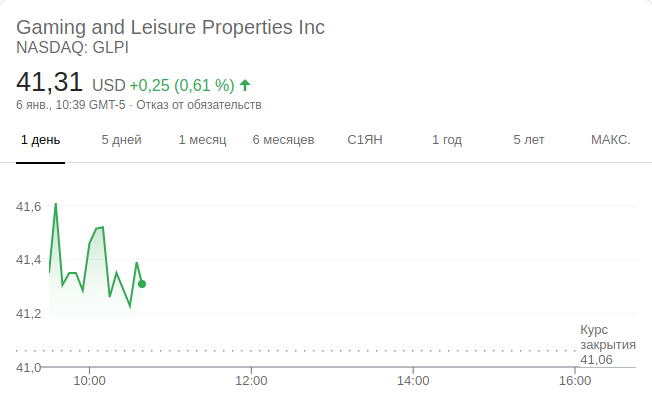 Gaming and Leisure Properties Inc
NASDAQ: GLPI
41,31 USD +0,25 (0,61 %)
6 янв., 10:39 GMT-5 · Отказ от обязательств
1 день 5 дней 1 месяц 6 месяцев С1ЯН 1 год 5 лет МАКС.
41,6
41,4
41,2
Курс
закрытия
41,06
41,0
10:00 12:00 14:00 16:00